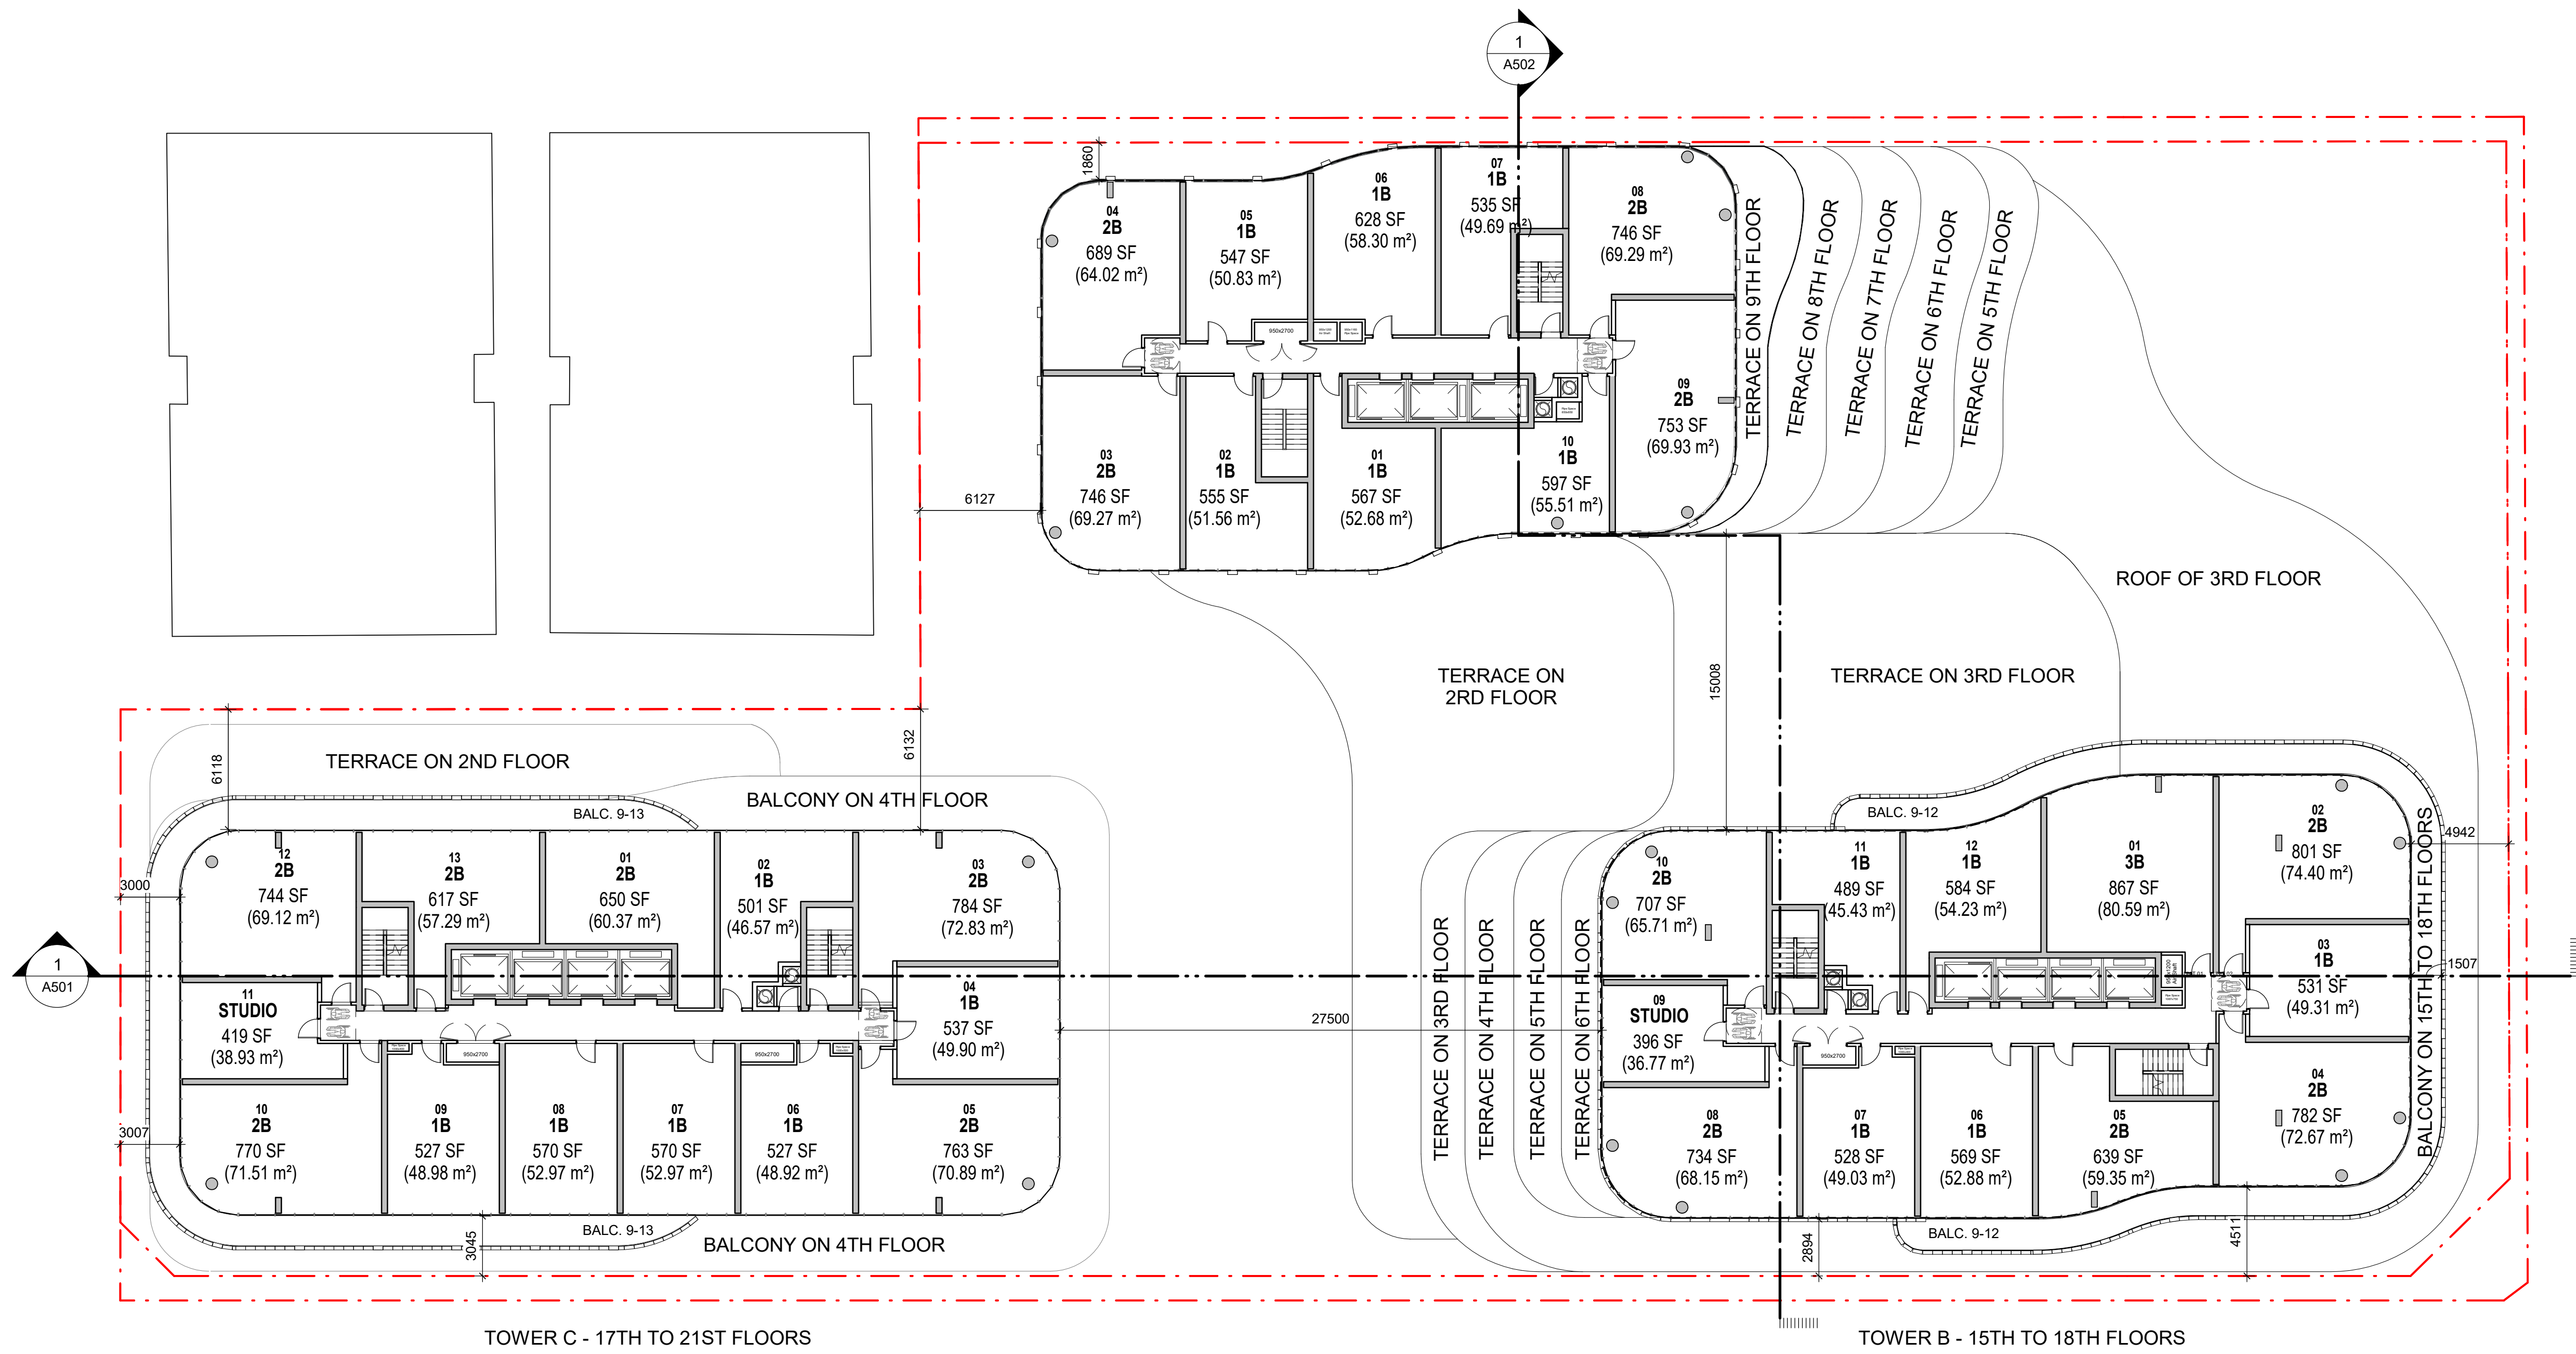 1
A502
1860
04
2B
689 SF
(64.02 m²)
05
1B
547 SF
(50.83 m²)
06
1B
628 SF
(58.30 m²)
07
1B
535 SF
(49.69 m²)
08
2B
746 SF
(69.29 m²)
950x2700
09
2B
753 SF
(69.93 m²)
03
2B
746 SF
(69.27 m²)
02
1B
555 SF
(51.56 m²)
01
1B
567 SF
(52.68 m²)
10
1B
597 SF
(55.51 m²)
6127
TERRACE ON 9TH FLOOR
TERRACE ON 8TH FLOOR
TERRACE ON 7TH FLOOR
TERRACE ON 6TH FLOOR
TERRACE ON 5TH FLOOR
ROOF OF 3RD FLOOR
TERRACE ON
2RD FLOOR
15008
TERRACE ON 3RD FLOOR
TERRACE ON 2ND FLOOR
6118
6132
BALCONY ON 4TH FLOOR
BALC. 9-13
3000
12
2B
744 SF
(69.12 m²)
13
2B
617 SF
(57.29 m²)
01
2B
650 SF
(60.37 m²)
02
1B
501 SF
(46.57 m²)
03
2B
784 SF
(72.83 m²)
1
A501
11
STUDIO
419 SF
(38.93 m²)
04
1B
537 SF
(49.90 m²)
950x2700
950x2700
27500
3007
10
2B
770 SF
(71.51 m²)
09
1B
527 SF
(48.98 m²)
08
1B
570 SF
(52.97 m²)
07
1B
570 SF
(52.97 m²)
06
1B
527 SF
(48.92 m²)
05
2B
763 SF
(70.89 m²)
BALC. 9-13
BALCONY ON 4TH FLOOR
3045
TERRACE ON 3RD FLOOR
TERRACE ON 4TH FLOOR
TERRACE ON 5TH FLOOR
TERRACE ON 6TH FLOOR
BALC. 9-12
10
2B
707 SF
(65.71 m²)
11
1B
489 SF
(45.43 m²)
12
1B
584 SF
(54.23 m²)
01
3B
867 SF
(80.59 m²)
02
2B
801 SF
(74.40 m²)
4942
BALCONY ON 15TH TO 18TH FLOORS
03
1B
531 SF
(49.31 m²)
1507
09
STUDIO
396 SF
(36.77 m²)
950x2700
08
2B
734 SF
(68.15 m²)
07
1B
528 SF
(49.03 m²)
06
1B
569 SF
(52.88 m²)
05
2B
639 SF
(59.35 m²)
04
2B
782 SF
(72.67 m²)
BALC. 9-12
2894
4511
TOWER C - 17TH TO 21ST FLOORS
TOWER B - 15TH TO 18TH FLOORS